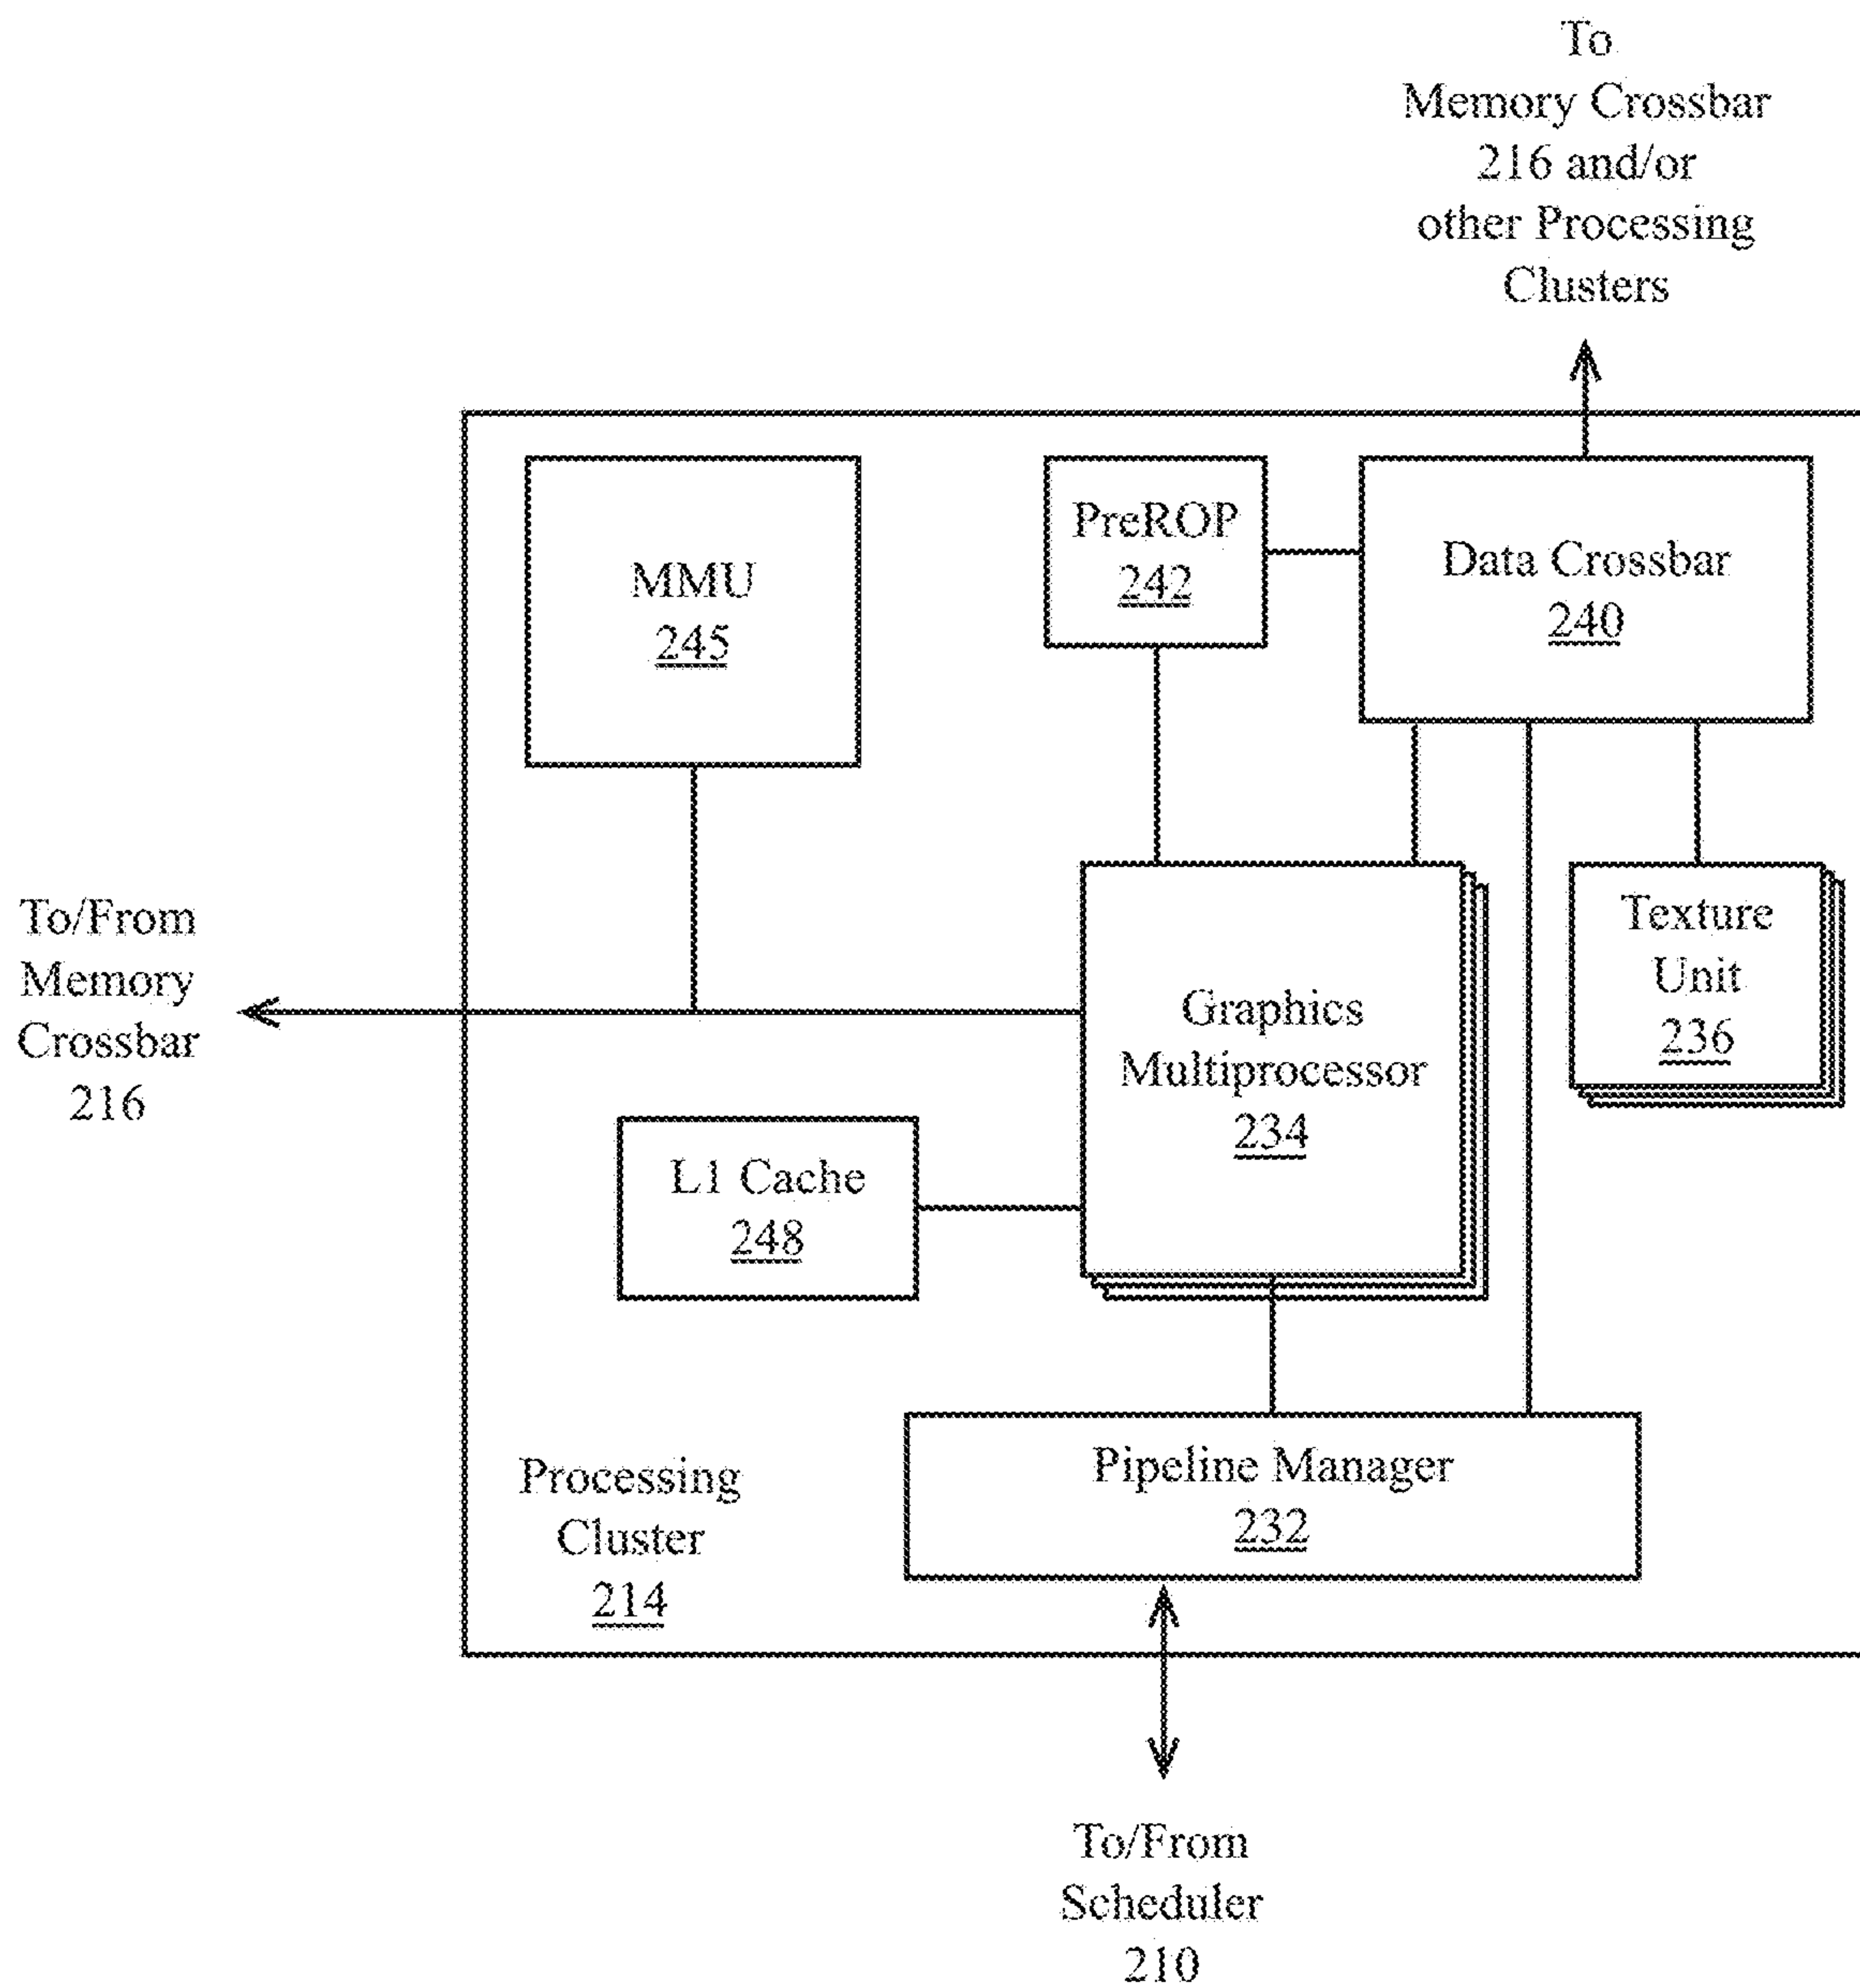 To
Memory Crossbar
216 and/or
other Processing
Clusters
MMU
245
PreROP
242
Data Crossbar
240
To/From
Memory
Crossbar
216
Graphics
Multiprocessor
234
Texture
Unit
236
L1 Cache
248
Processing
Cluster
214
Pipeline Manager
232
To/From
Scheduler
210